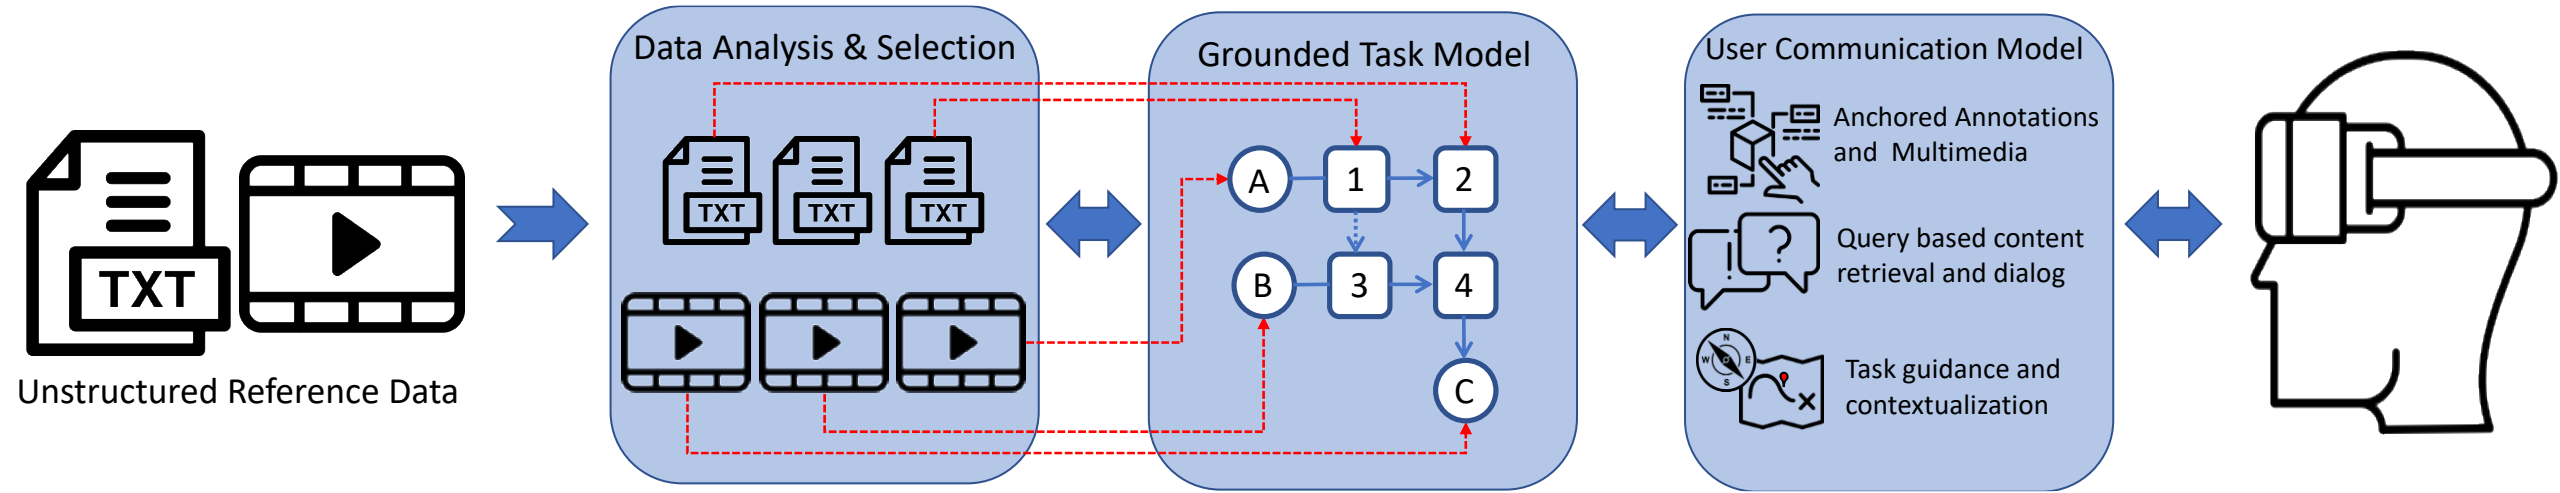 TXT
Unstructured Reference Data
Data Analysis & Selection
TXT
TXT
TXT
Grounded Task Model
A
1
2
B
3
4
C
User Communication Model
Anchored Annotations
and Multimedia
!
?
Query based content
retrieval and dialog
N
W
E
S
Task guidance and
contextualization